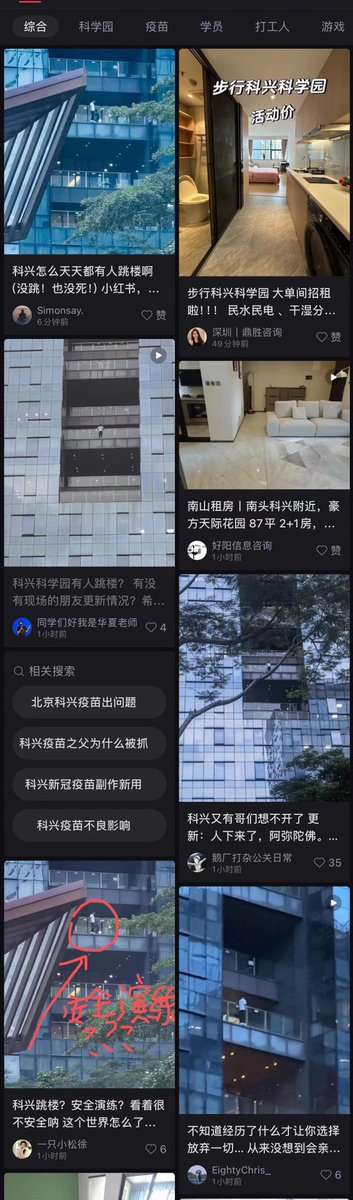 综合
科学园
疫苗
学员
打工人
游戏
科兴怎么天天都有人跳楼啊
(没跳！也没死!) 小红书，...
Simonsay.
6分钟前
赞
科兴科学园有人跳楼？ 有没
有现场的朋友更新情况？希...
同学们好我是华夏老师
1小时前
4
相关搜索
北京科兴疫苗出问题
科兴疫苗之父为什么被抓
科兴新冠疫苗副作新用
科兴疫苗不良影响
安全演练
???
科兴跳楼？安全演练？看着很
不安全呐 这个世界怎么了...
一只小松徐
1小时前
6
步行科兴科学园
活动价
步行科兴科学园 大单间招租
啦！！！ 民水民电、干湿分...
深圳丨鼎胜咨询
49分钟前
赞
南山租房丨南头科兴附近，豪
方天际花园 87平 2+1房，...
好阳信息咨询
1小时前
赞
科兴又有哥们想不开了 更
新：人下来了，阿弥陀佛。...
鹅厂打杂公关日常
1小时前
35
不知道经历了什么才让你选择
放弃一切... 从来没想到会亲...
EightyChris_
1小时前
6